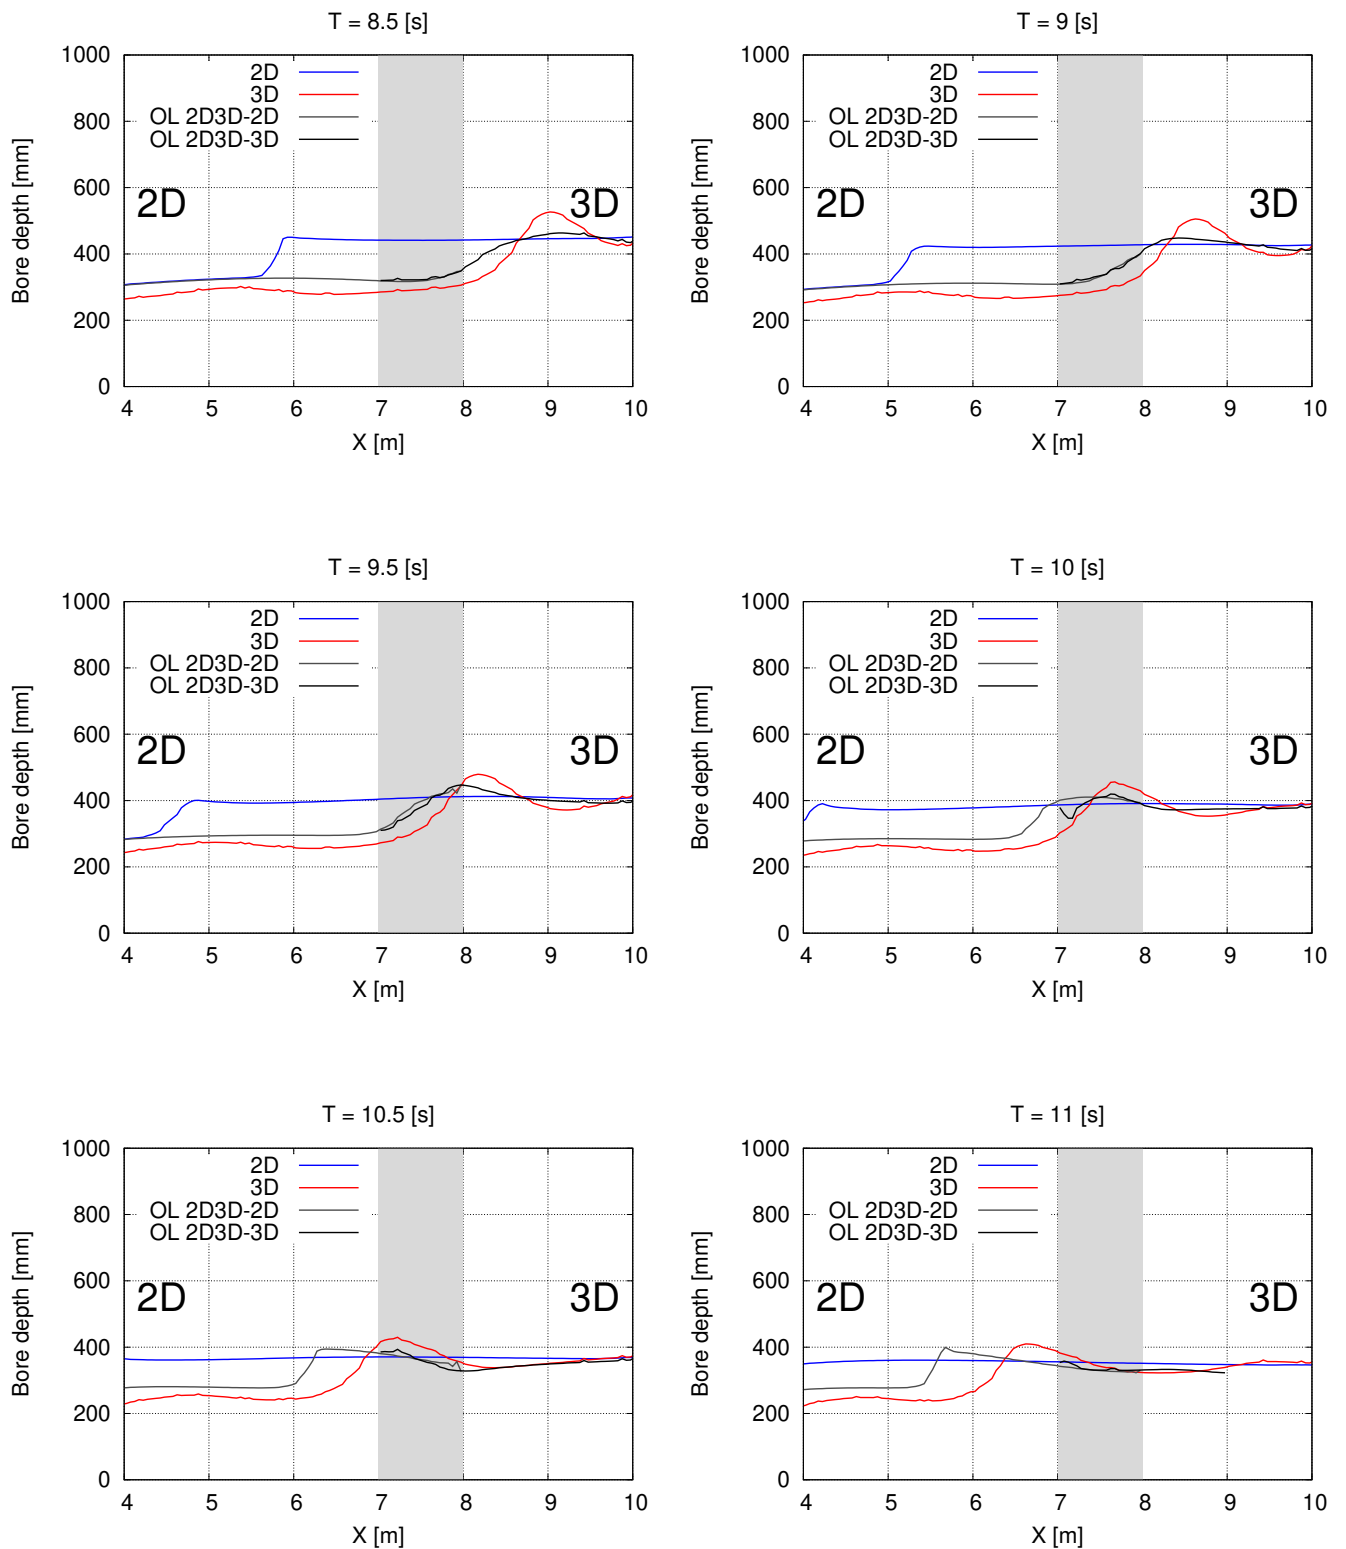 T = 8.5 [s]
1000
800
600
400
200
0
Bore depth [mm]
2D
3D
OL 2D3D-2D
OL 2D3D-3D
2D
3D
4 5 6 7 8 9 10
X [m]
T = 9 [s]
1000
800
600
400
200
0
Bore depth [mm]
2D
3D
OL 2D3D-2D
OL 2D3D-3D
2D
3D
4 5 6 7 8 9 10
X [m]
T = 9.5 [s]
1000
800
600
400
200
0
Bore depth [mm]
2D
3D
OL 2D3D-2D
OL 2D3D-3D
2D
3D
4 5 6 7 8 9 10
X [m]
T = 10 [s]
1000
800
600
400
200
0
Bore depth [mm]
2D
3D
OL 2D3D-2D
OL 2D3D-3D
2D
3D
4 5 6 7 8 9 10
X [m]
T = 10.5 [s]
1000
800
600
400
200
0
Bore depth [mm]
2D
3D
OL 2D3D-2D
OL 2D3D-3D
2D
3D
4 5 6 7 8 9 10
X [m]
T = 11 [s]
1000
800
600
400
200
0
Bore depth [mm]
2D
3D
OL 2D3D-2D
OL 2D3D-3D
2D
3D
4 5 6 7 8 9 10
X [m]